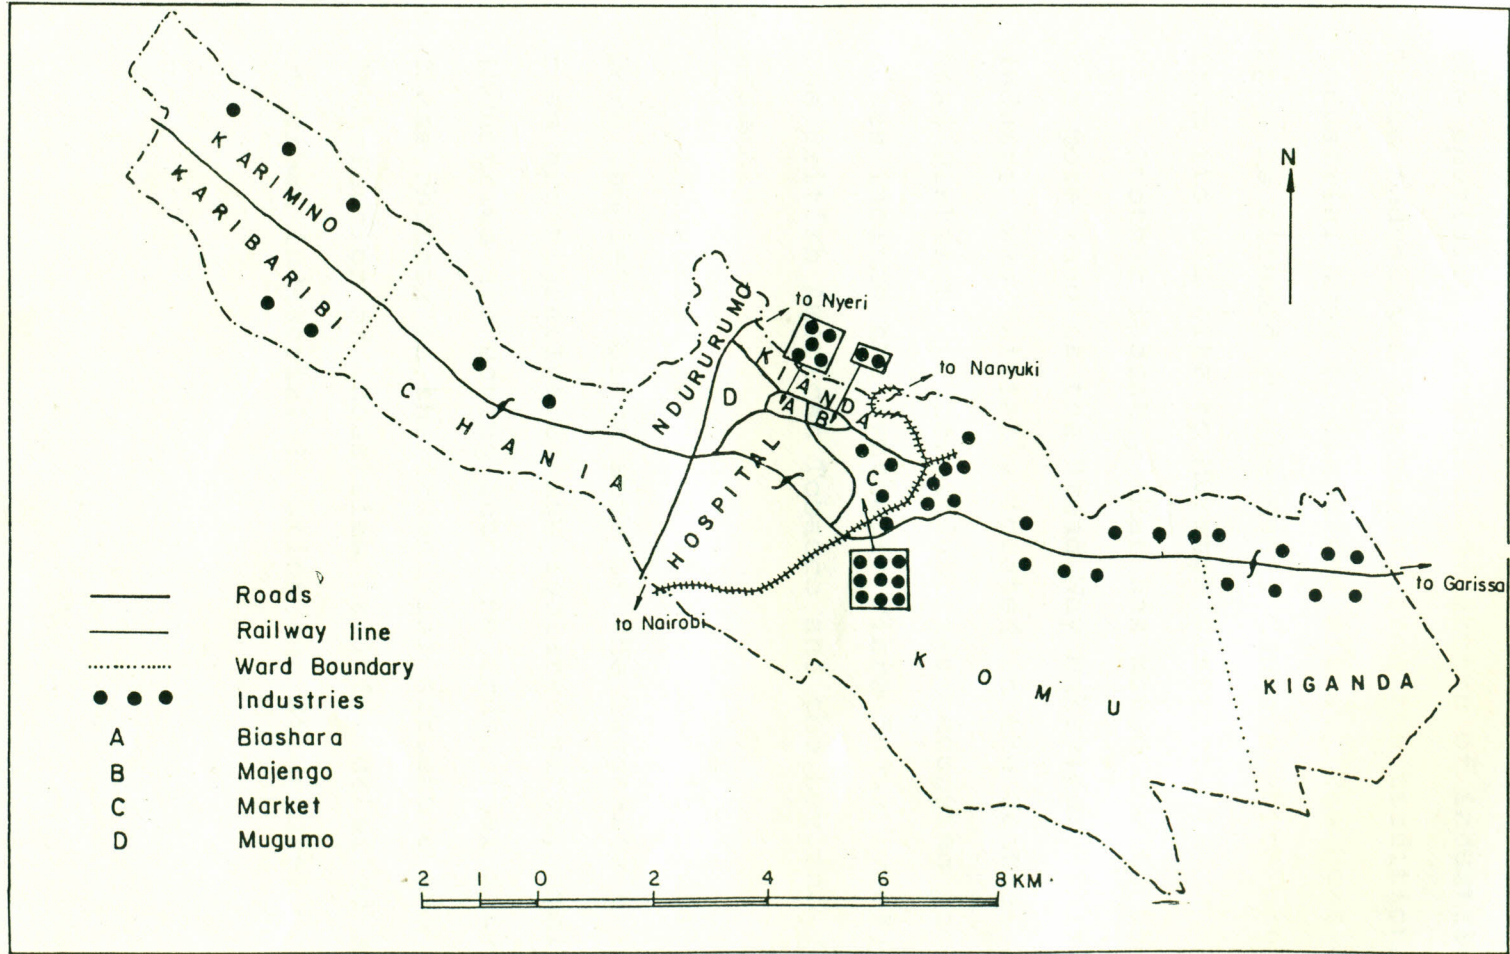 N
KARIMINO
KARIBARIBI
NDURURUMO
to Nyeri
KIANDA
to Nanyuki
D
A
B
CHANIA
HOSPITAL
C
to Garissa
to Nairobi
KOMU
KIGANDA
Roads
Railway line
Ward Boundary
Industries
A Biashara
B Majengo
C Market
D Mugumo
2 1 0 2 4 6 8 KM